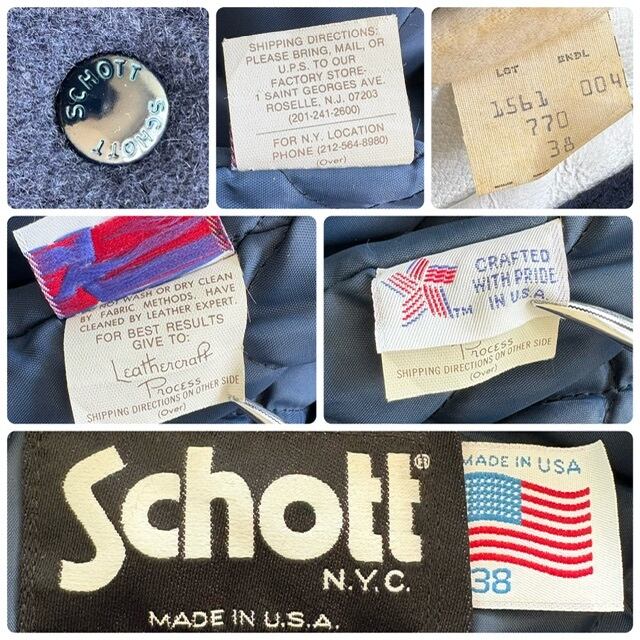 SCHOTT
SCHOTT
SHIPPING DIRECTIONS:
PLEASE BRING, MAIL, OR
U.P.S. TO OUR
FACTORY STORE.
1 SAINT GEORGES AVE.
ROSELLE, N.J. 07203
(201-241-2600)
FOR N.Y. LOCATION
PHONE (212-564-8980)
(Over)
LOT BNDL
1561 004
770
38
NOT WASH OR DRY CLEAN
BY FABRIC METHODS. HAVE
CLEANED BY LEATHER EXPERT.
FOR BEST RESULTS
GIVE TO:
Leathercraft
Process
SHIPPING DIRECTIONS ON OTHER SIDE
(Over)
CRAFTED
WITH PRIDE
TM IN U.S.A.
Process
SHIPPING DIRECTIONS ON OTHER SIDE
(Over)
Schott®
N.Y.C.
MADE IN U.S.A.
MADE IN USA
38